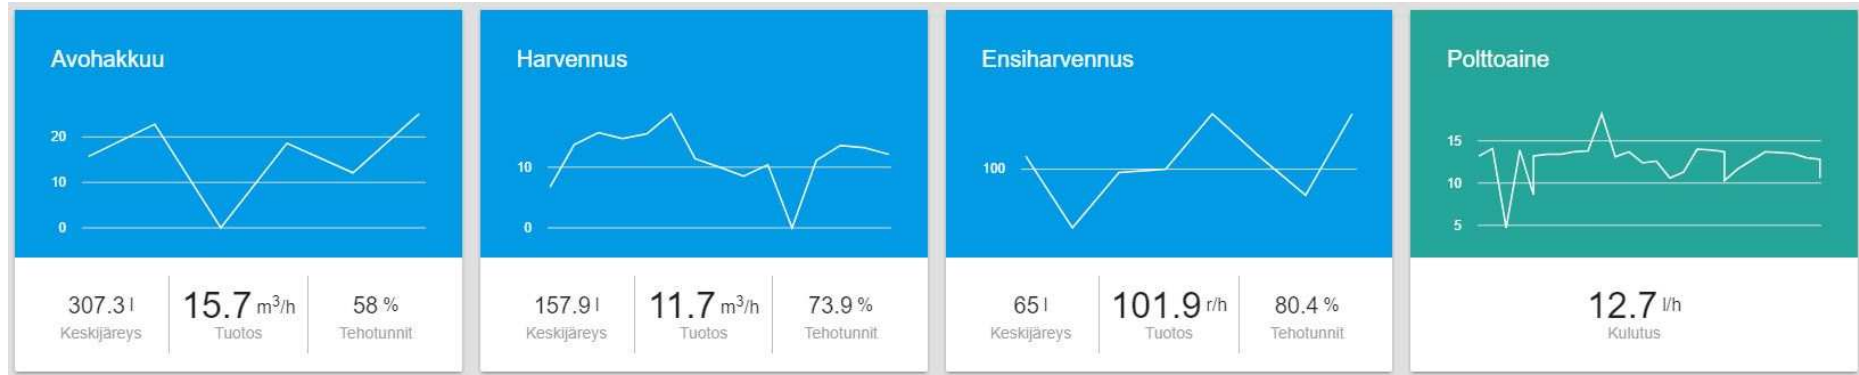 Avohakkuu
20
10
0
307.3 l
15.7 m³/h
58 %
Keskijäreys
Tuotos
Tehotunnit
Harvennus
10
0
157.9 l
11.7 m³/h
73.9 %
Keskijäreys
Tuotos
Tehotunnit
Ensiharvennus
100
65 l
101.9 r/h
80.4 %
Keskijäreys
Tuotos
Tehotunnit
Polttoaine
15
10
5
12.7 l/h
Kulutus